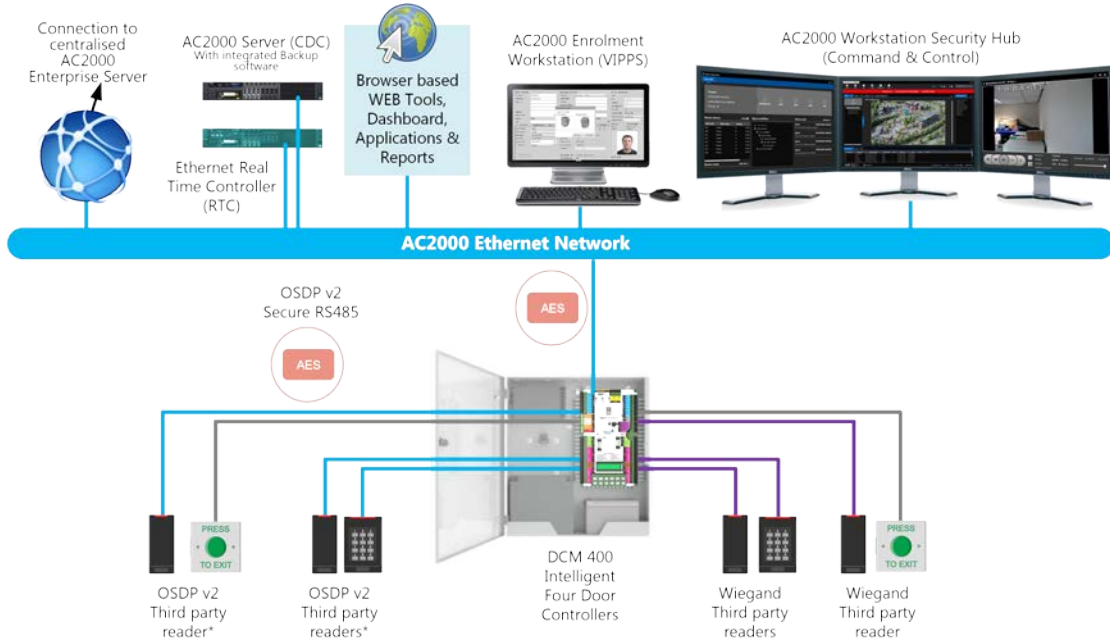 Connection to
centralised
AC2000
Enterprise Server
AC2000 Server (CDC)
With integrated Backup
software
Ethernet Real
Time Controller
(RTC)
Browser based
WEB Tools,
Dashboard,
Applications &
Reports
AC2000 Enrolment
Workstation (VIPPS)
AC2000 Workstation Security Hub
(Command & Control)
AC2000 Ethernet Network
OSDP v2
Secure RS485
AES
AES
PRESS
TO EXIT
OSDP v2
Third party
reader*
OSDP v2
Third party
readers*
DCM 400
Intelligent
Four Door
Controllers
Wiegand
Third party
readers
PRESS
TO EXIT
Wiegand
Third party
reader